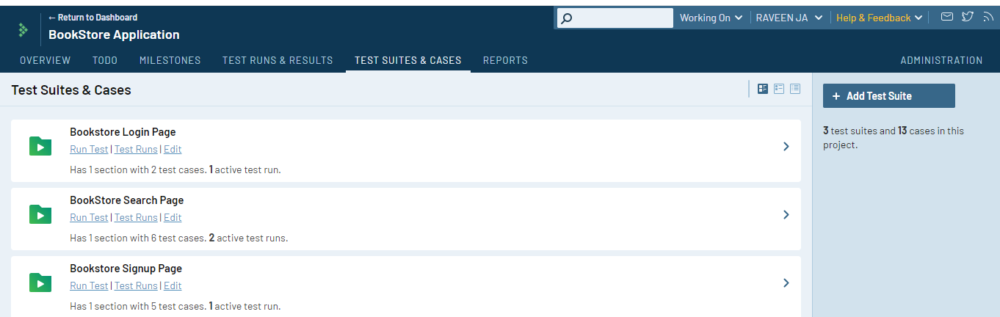 ← Return to Dashboard
BookStore Application
Working On
RAVEEN JA
Help & Feedback
OVERVIEW TODO MILESTONES TEST RUNS & RESULTS TEST SUITES & CASES REPORTS ADMINISTRATION
Test Suites & Cases
+ Add Test Suite
3 test suites and 13 cases in this
project.
Bookstore Login Page
Run Test | Test Runs | Edit
Has 1 section with 2 test cases. 1 active test run.
BookStore Search Page
Run Test | Test Runs | Edit
Has 1 section with 6 test cases. 2 active test runs.
Bookstore Signup Page
Run Test | Test Runs | Edit
Has 1 section with 5 test cases. 1 active test run.